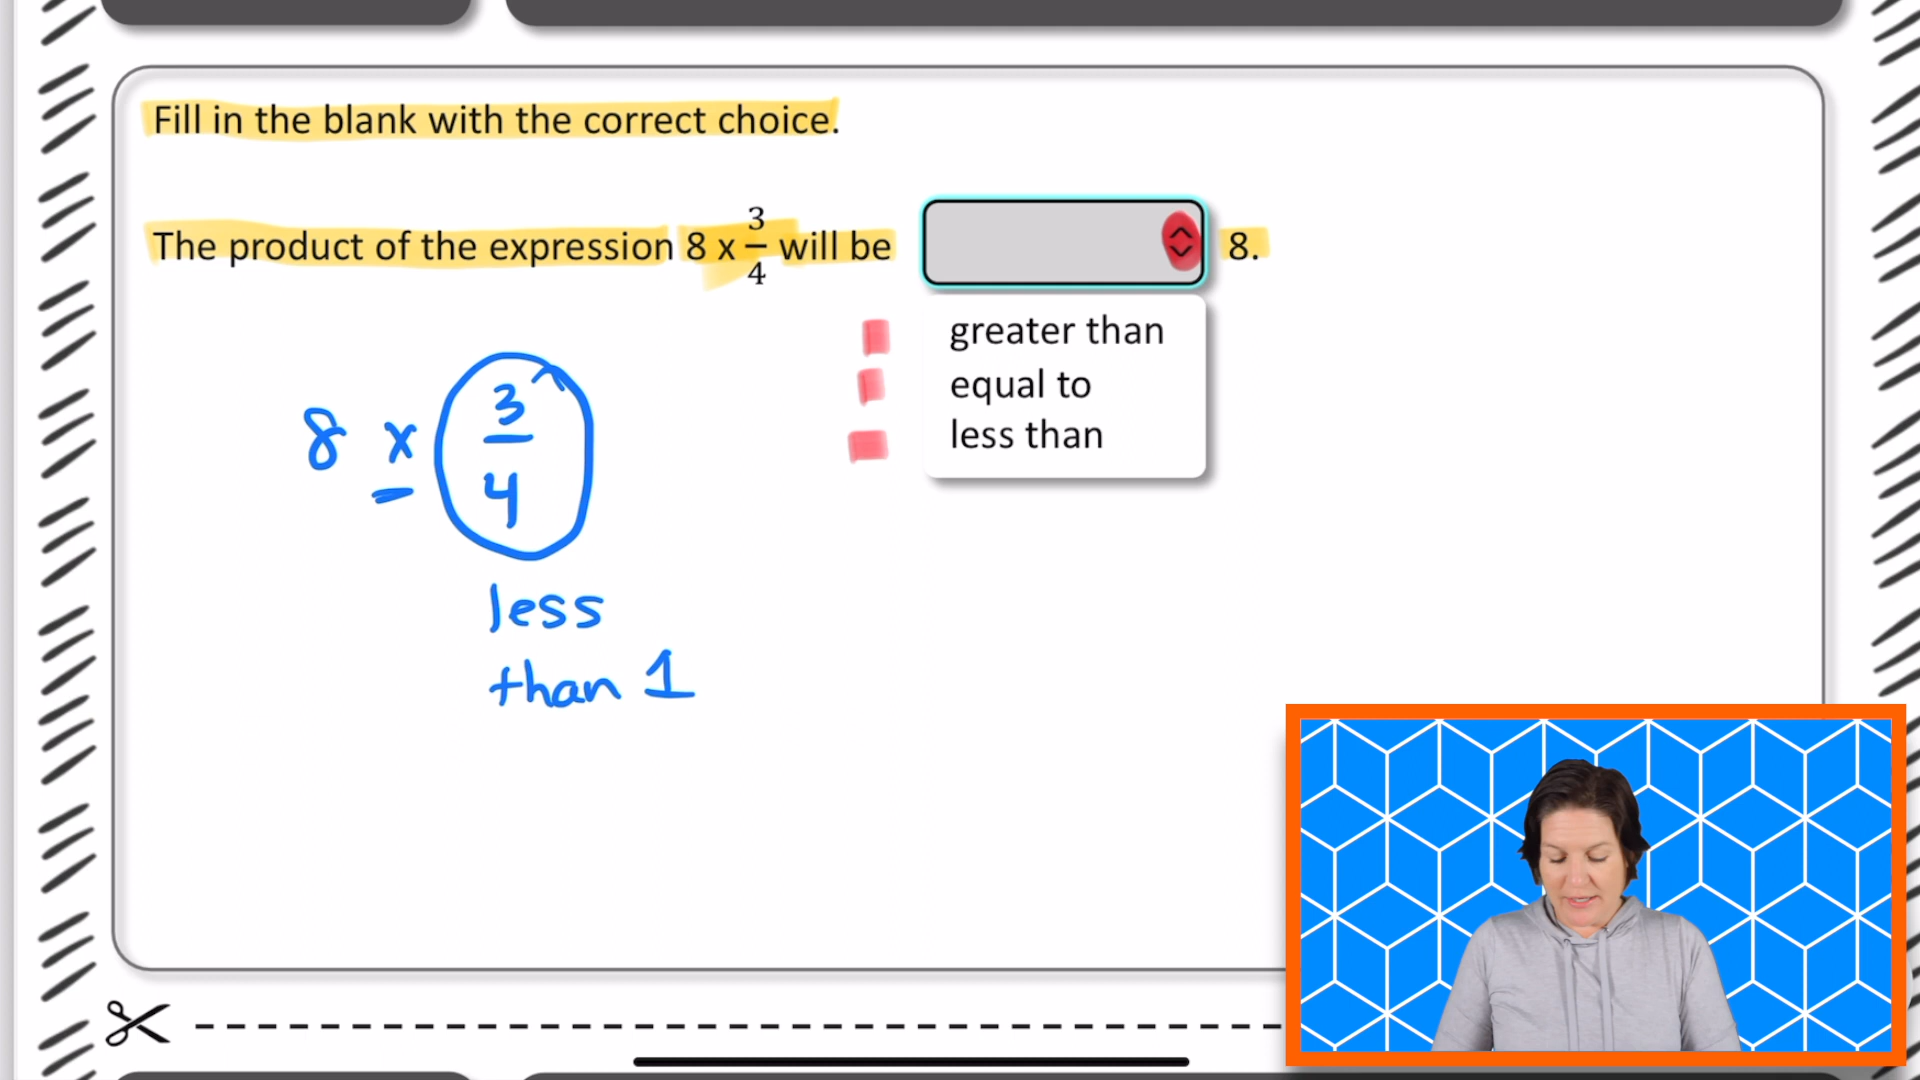 Fill in the blank with the correct choice.
The product of the expression 8 x 3/4 will be 8.
greater than
equal to
less than
8 x 3/4
less
than 1